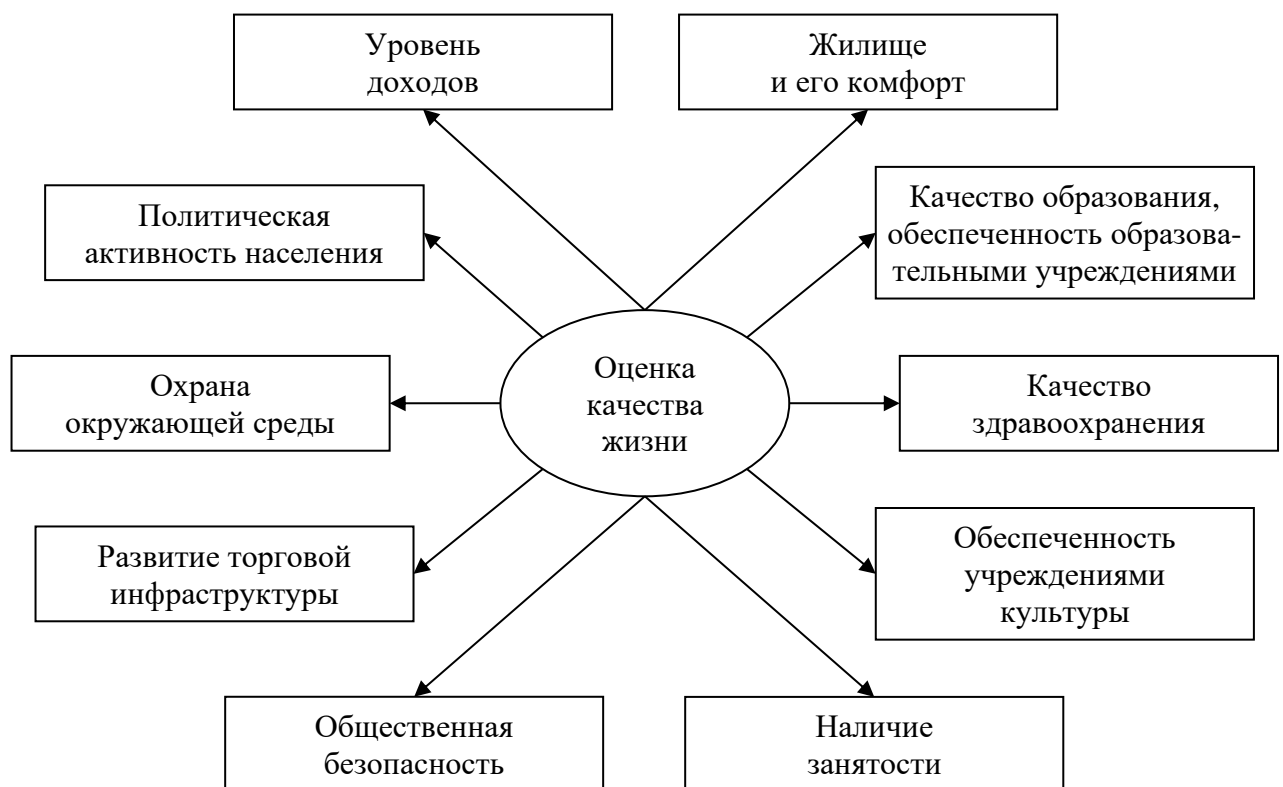 Уровень
доходов
Жилище
и его комфорт
Политическая
активность населения
Качество образования,
обеспеченность образова-
тельными учреждениями
Охрана
окружающей среды
Оценка
качества
жизни
Качество
здравоохранения
Развитие торговой
инфраструктуры
Обеспеченность
учреждениями
культуры
Общественная
безопасность
Наличие
занятости